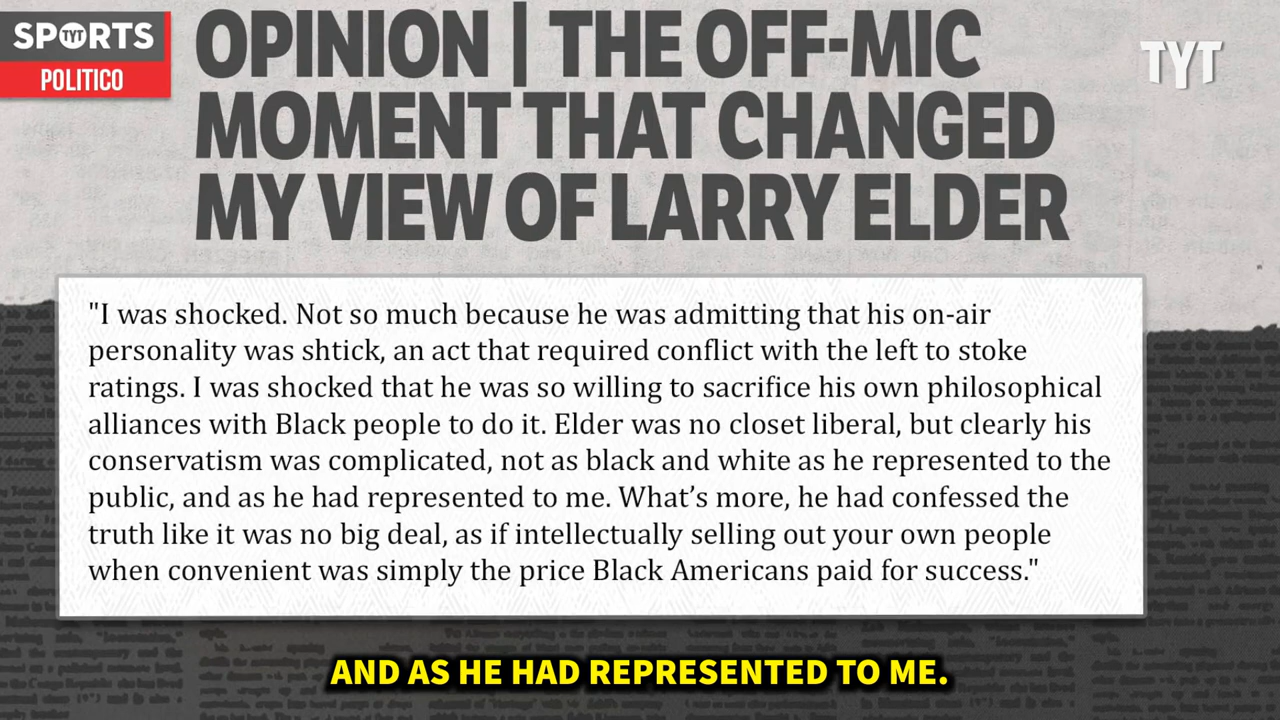 SPORTS
TYT
POLITICO
OPINION | THE OFF-MIC
MOMENT THAT CHANGED
MY VIEW OF LARRY ELDER
TYT
"I was shocked. Not so much because he was admitting that his on-air
personality was shtick, an act that required conflict with the left to stoke
ratings. I was shocked that he was so willing to sacrifice his own philosophical
alliances with Black people to do it. Elder was no closet liberal, but clearly his
conservatism was complicated, not as black and white as he represented to the
public, and as he had represented to me. What’s more, he had confessed the
truth like it was no big deal, as if intellectually selling out your own people
when convenient was simply the price Black Americans paid for success."
AND AS HE HAD REPRESENTED TO ME.